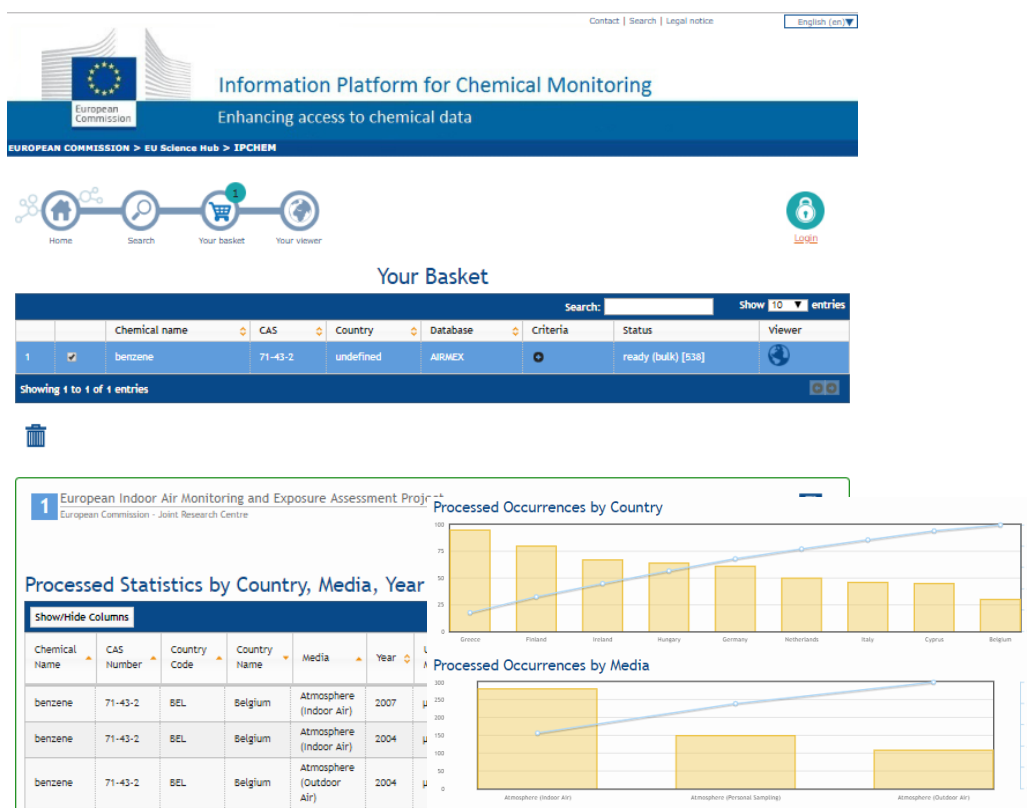 Contact | Search | Legal notice
English (en)
European
Commission
Information Platform for Chemical Monitoring
Enhancing access to chemical data
EUROPEAN COMMISSION > EU Science Hub > IPCHEM
1
Home Search Your basket Your viewer
Login
Your Basket
Search: Show 10 entries
Chemical name CAS Country Database Criteria Status Viewer
1 benzene 71-43-2 undefined AIRMEX ready (bulk) [538]
Showing 1 to 1 of 1 entries
1 European Indoor Air Monitoring and Exposure Assessment Project
European Commission - Joint Research Centre
Processed Statistics by Country, Media, Year
Show/Hide Columns
Chemical Name CAS Number Country Code Country Name Media Year
benzene 71-43-2 BEL Belgium Atmosphere (Indoor Air) 2007 µ
benzene 71-43-2 BEL Belgium Atmosphere (Indoor Air) 2004 µ
benzene 71-43-2 BEL Belgium Atmosphere (Outdoor Air) 2004 µ
Processed Occurrences by Country
100
75
50
25
0
Greece Finland Ireland Hungary Germany Netherlands Italy Cyprus Belgium
Processed Occurrences by Media
300
250
200
150
100
50
0
Atmosphere (Indoor Air) Atmosphere (Personal Sampling) Atmosphere (Outdoor Air)